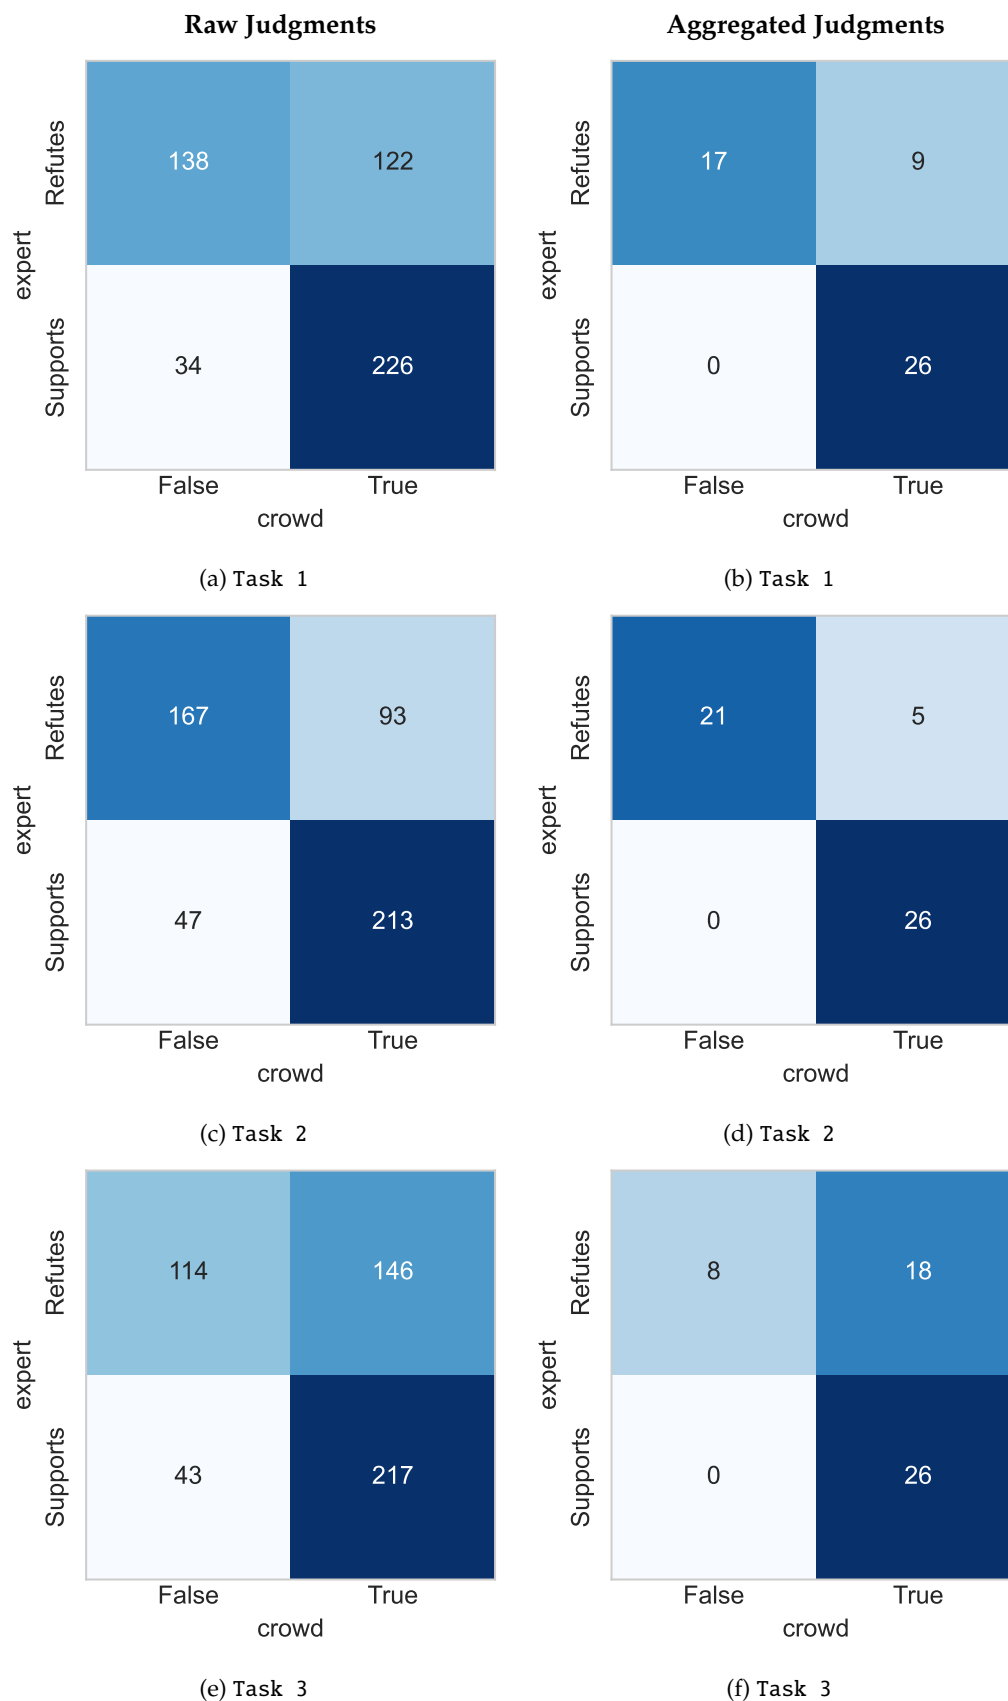 Raw Judgments
Aggregated Judgments
expert
Refutes
Supports
138
122
34
226
False
True
crowd
(a) Task 1
expert
Refutes
Supports
17
9
0
26
False
True
crowd
(b) Task 1
expert
Refutes
Supports
167
93
47
213
False
True
crowd
(c) Task 2
expert
Refutes
Supports
21
5
0
26
False
True
crowd
(d) Task 2
expert
Refutes
Supports
114
146
43
217
False
True
crowd
(e) Task 3
expert
Refutes
Supports
8
18
0
26
False
True
crowd
(f) Task 3